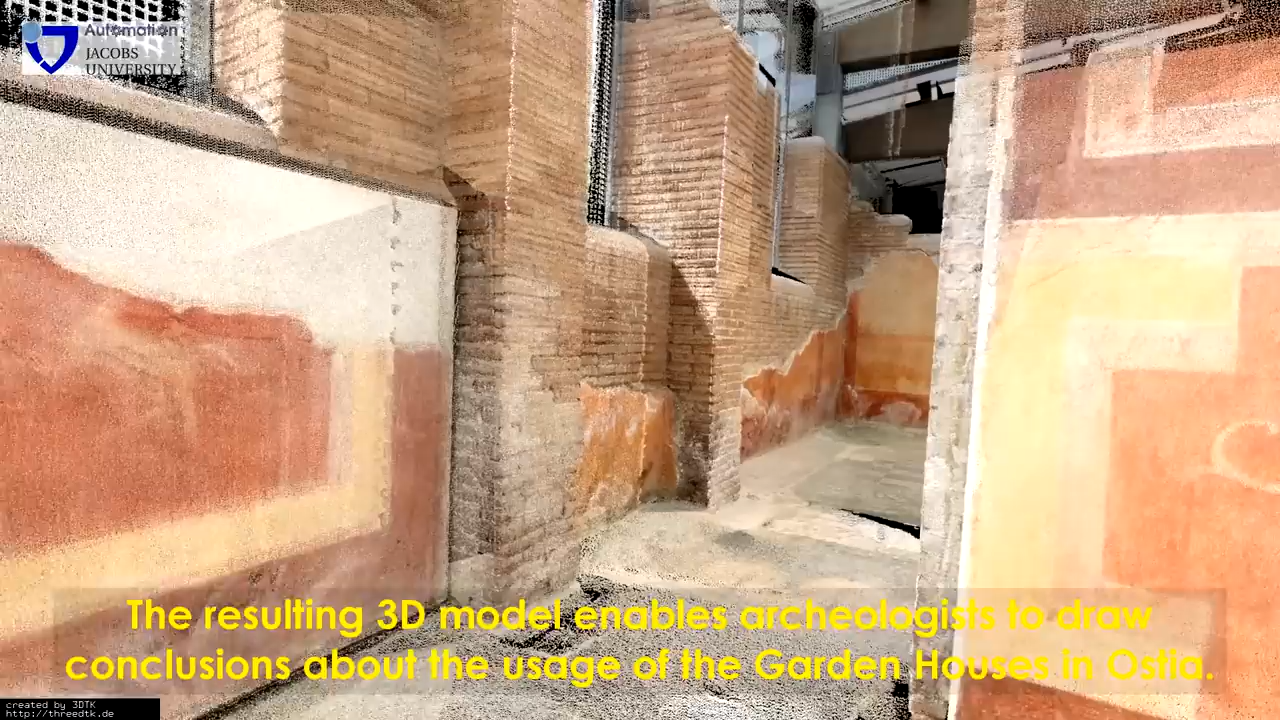 Automation
JACOBS
UNIVERSITY
The resulting 3D model enables archeologists to draw
conclusions about the usage of the Garden Houses in Ostia.
created by 3DTK
http://threedtk.de